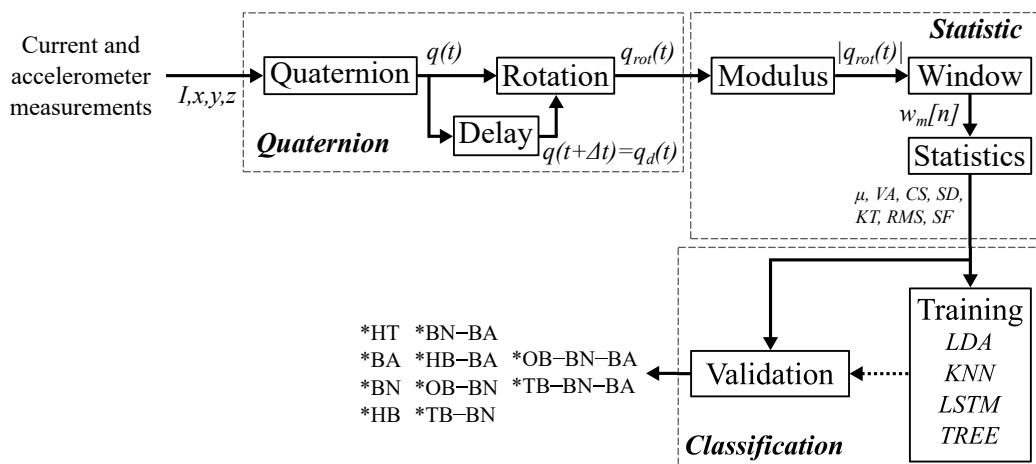 Current and
accelerometer
measurements
I,x,y,z
Quaternion
q(t)
Rotation
q_rot(t)
Delay
q(t+Δt)=q_d(t)
Quaternion
Statistic
Modulus
|q_rot(t)|
Window
w_m[n]
Statistics
μ, VA, CS, SD,
KT, RMS, SF
Training
LDA
KNN
LSTM
TREE
Validation
Classification
*HT *BN−BA
*BA *HB−BA *OB−BN−BA
*BN *OB−BN *TB−BN−BA
*HB *TB−BN